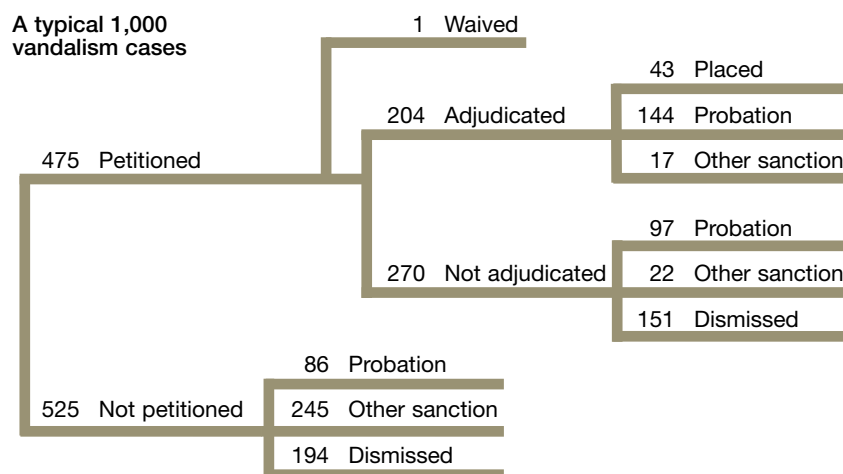 A typical 1,000
vandalism cases
1 Waived
43 Placed
204 Adjudicated
144 Probation
475 Petitioned
17 Other sanction
97 Probation
270 Not adjudicated
22 Other sanction
151 Dismissed
86 Probation
525 Not petitioned
245 Other sanction
194 Dismissed